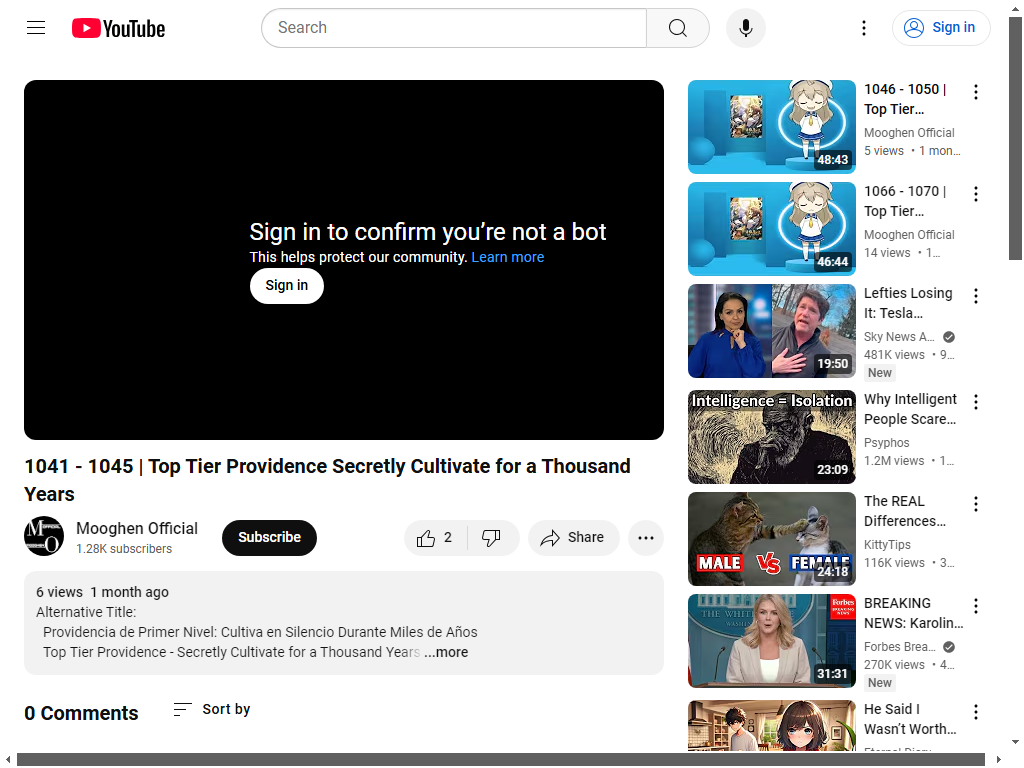 YouTube
Search
Sign in
Sign in to confirm you’re not a bot
This helps protect our community. Learn more
Sign in
1041 - 1045 | Top Tier Providence Secretly Cultivate for a Thousand
Years
Mooghen Official
1.28K subscribers
Subscribe
2
Share
6 views 1 month ago
Alternative Title:
Providencia de Primer Nivel: Cultiva en Silencio Durante Miles de Años
Top Tier Providence - Secretly Cultivate for a Thousand Years ...more
0 Comments
Sort by
48:43
1046 - 1050 |
Top Tier...
Mooghen Official
5 views • 1 mon...
46:44
1066 - 1070 |
Top Tier...
Mooghen Official
14 views • 1...
19:50
Lefties Losing
It: Tesla...
Sky News A...
481K views • 9...
New
Intelligence = Isolation
23:09
Why Intelligent
People Scare...
Psyphos
1.2M views • 1...
MALE VS FEMALE
24:18
The REAL
Differences...
KittyTips
116K views • 3...
THE WHITE
Forbes
BREAKING
NEWS
31:31
BREAKING
NEWS: Karolin...
Forbes Brea...
270K views • 4...
New
He Said I
Wasn’t Worth...